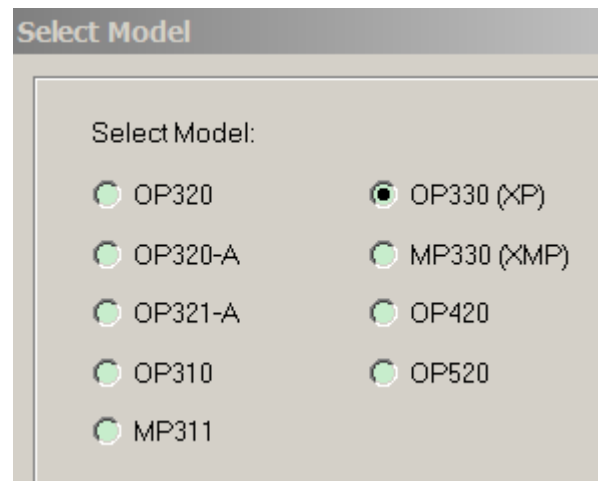 Select Model
Select Model:
OP320
OP330 (XP)
OP320-A
MP330 (XMP)
OP321-A
OP420
OP310
OP520
MP311